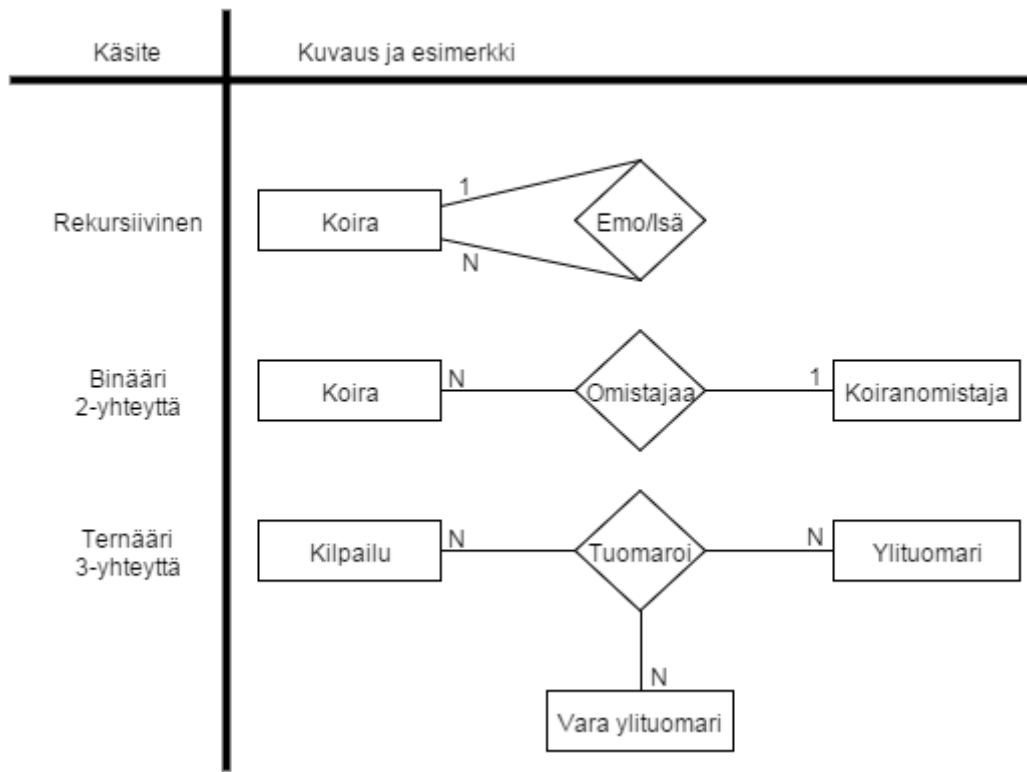 Käsite
Kuvaus ja esimerkki
Rekursiivinen
Koira
1
N
Emo/Isä
Binääri
2-yhteyttä
Koira
N
Omistajaa
1
Koiranomistaja
Ternääri
3-yhteyttä
Kilpailu
N
Tuomaroi
N
Ylituomari
N
Vara ylituomari